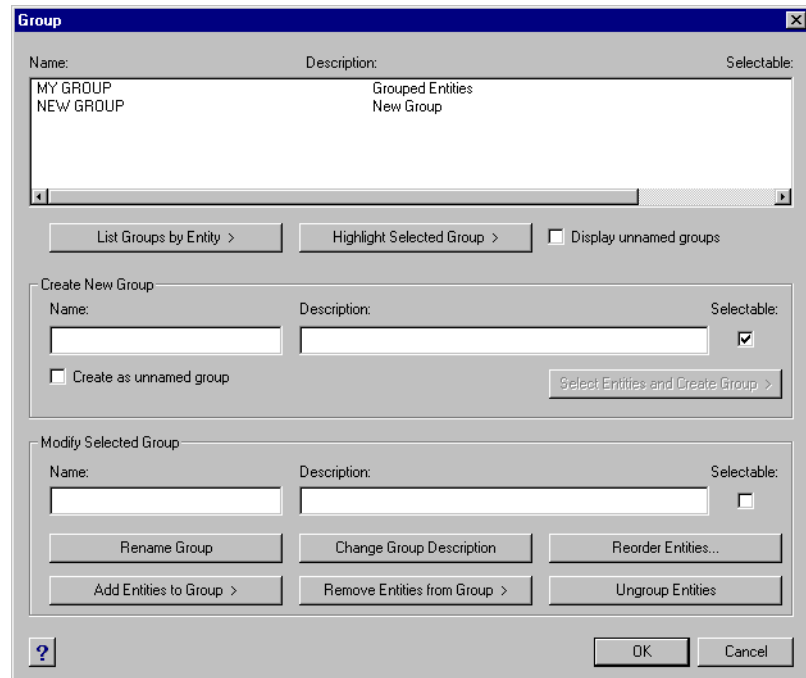 Group
Name: Description: Selectable:
MY GROUP Grouped Entities
NEW GROUP New Group
List Groups by Entity > Highlight Selected Group > Display unnamed groups
Create New Group
Name: Description: Selectable:
Create as unnamed group Select Entities and Create Group >
Modify Selected Group
Name: Description: Selectable:
Rename Group Change Group Description Reorder Entities...
Add Entities to Group > Remove Entities from Group > Ungroup Entities
? OK Cancel